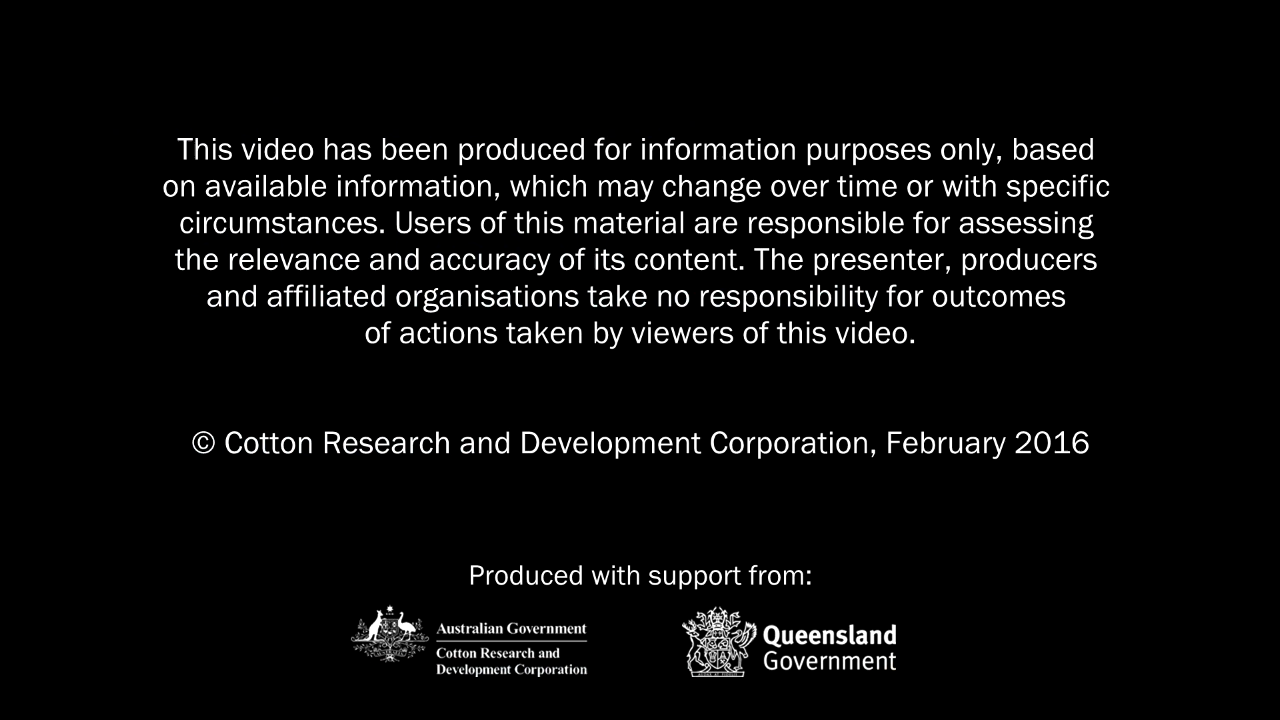 This video has been produced for information purposes only, based
on available information, which may change over time or with specific
circumstances. Users of this material are responsible for assessing
the relevance and accuracy of its content. The presenter, producers
and affiliated organisations take no responsibility for outcomes
of actions taken by viewers of this video.
© Cotton Research and Development Corporation, February 2016
Produced with support from:
Australian Government
Cotton Research and
Development Corporation
Queensland
Government